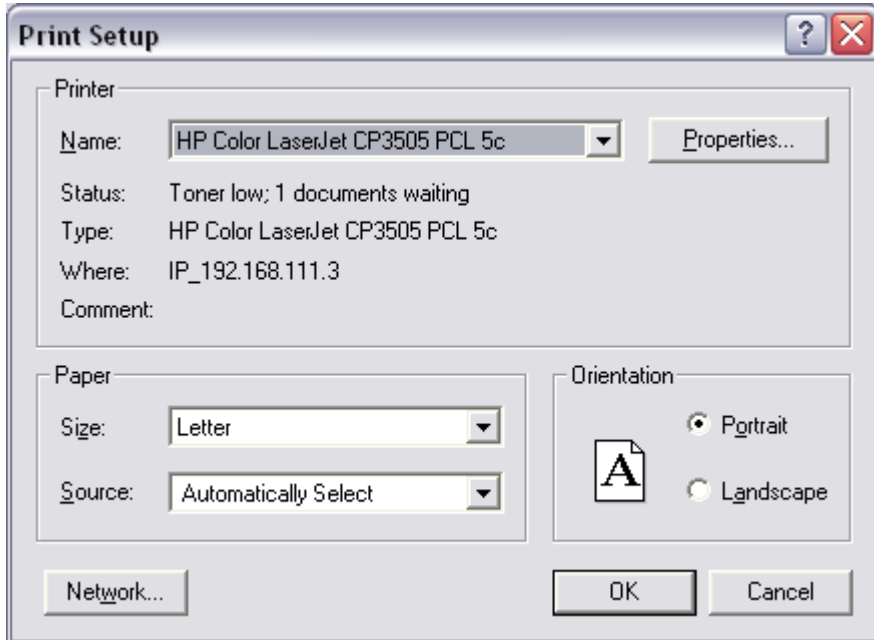 Print Setup
Printer
Name: HP Color LaserJet CP3505 PCL 5c Properties...
Status: Toner low; 1 documents waiting
Type: HP Color LaserJet CP3505 PCL 5c
Where: IP_192.168.111.3
Comment:
Paper
Size: Letter
Source: Automatically Select
Orientation
A
Portrait
Landscape
Network... OK Cancel